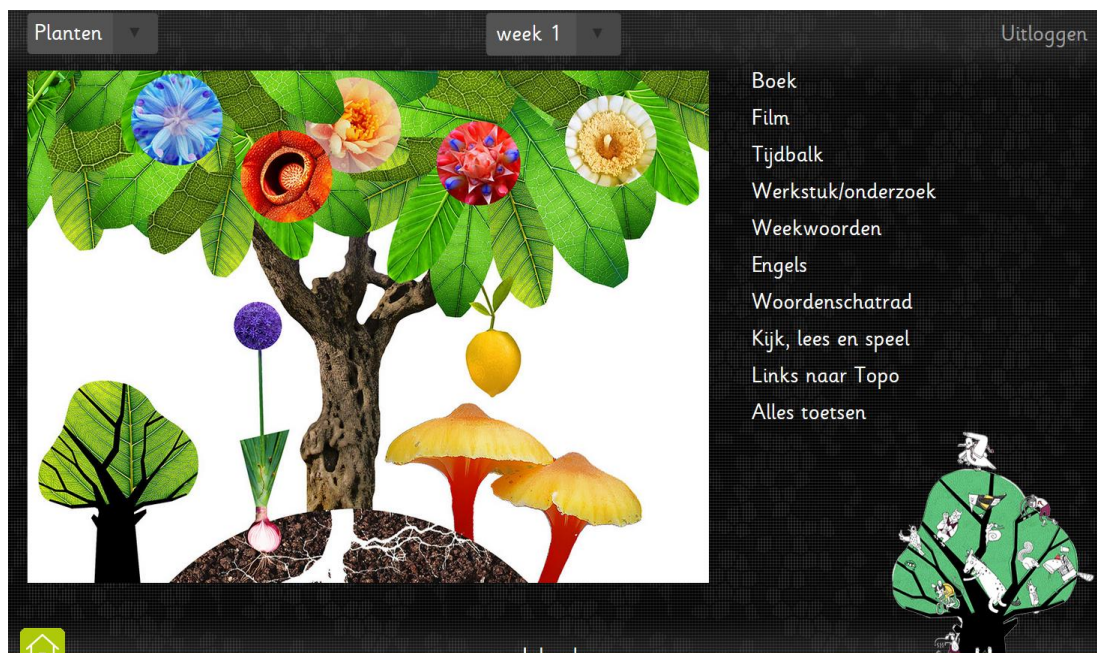 Planten
week 1
Uitloggen
Boek
Film
Tijdbalk
Werkstuk/onderzoek
Weekwoorden
Engels
Woordenschatrad
Kijk, lees en speel
Links naar Topo
Alles toetsen